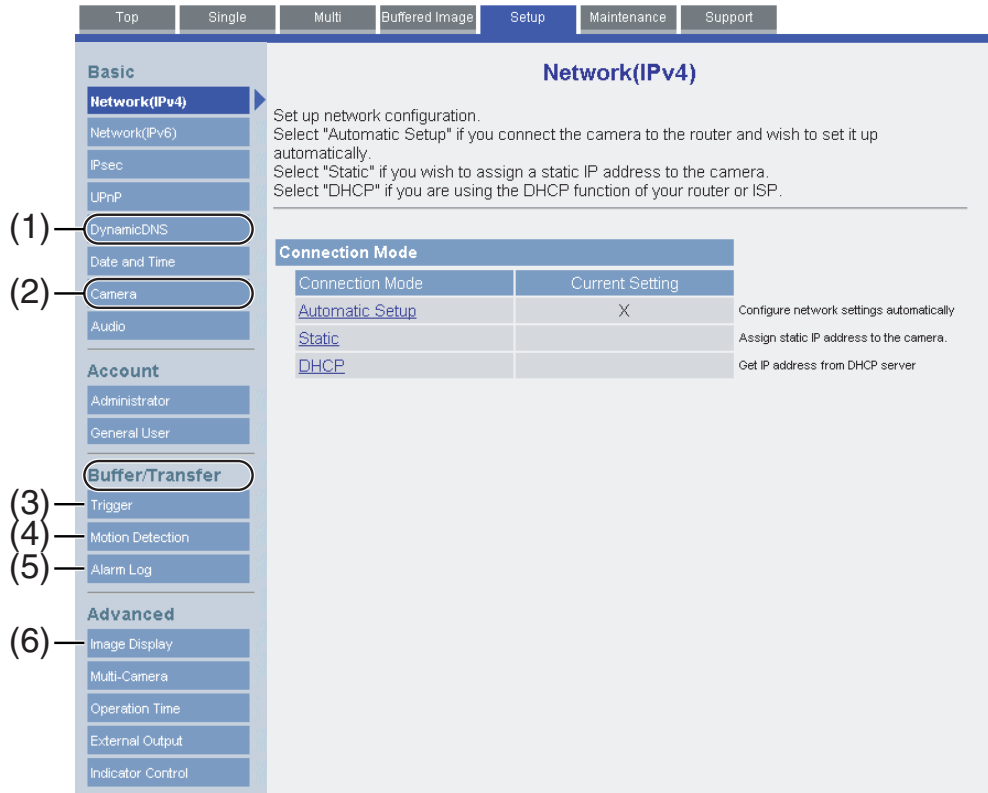 Top Single Multi Buffered Image Setup Maintenance Support
Basic
Network(IPv4)
Network(IPv6)
IPsec
UPnP
(1) DynamicDNS
Date and Time
(2) Camera
Audio
Account
Administrator
General User
Buffer/Transfer
(3) Trigger
(4) Motion Detection
(5) Alarm Log
Advanced
(6) Image Display
Multi-Camera
Operation Time
External Output
Indicator Control
Network(IPv4)
Set up network configuration.
Select "Automatic Setup" if you connect the camera to the router and wish to set it up
automatically.
Select "Static" if you wish to assign a static IP address to the camera.
Select "DHCP" if you are using the DHCP function of your router or ISP.
Connection Mode
Connection Mode Current Setting
Automatic Setup X Configure network settings automatically
Static Assign static IP address to the camera.
DHCP Get IP address from DHCP server